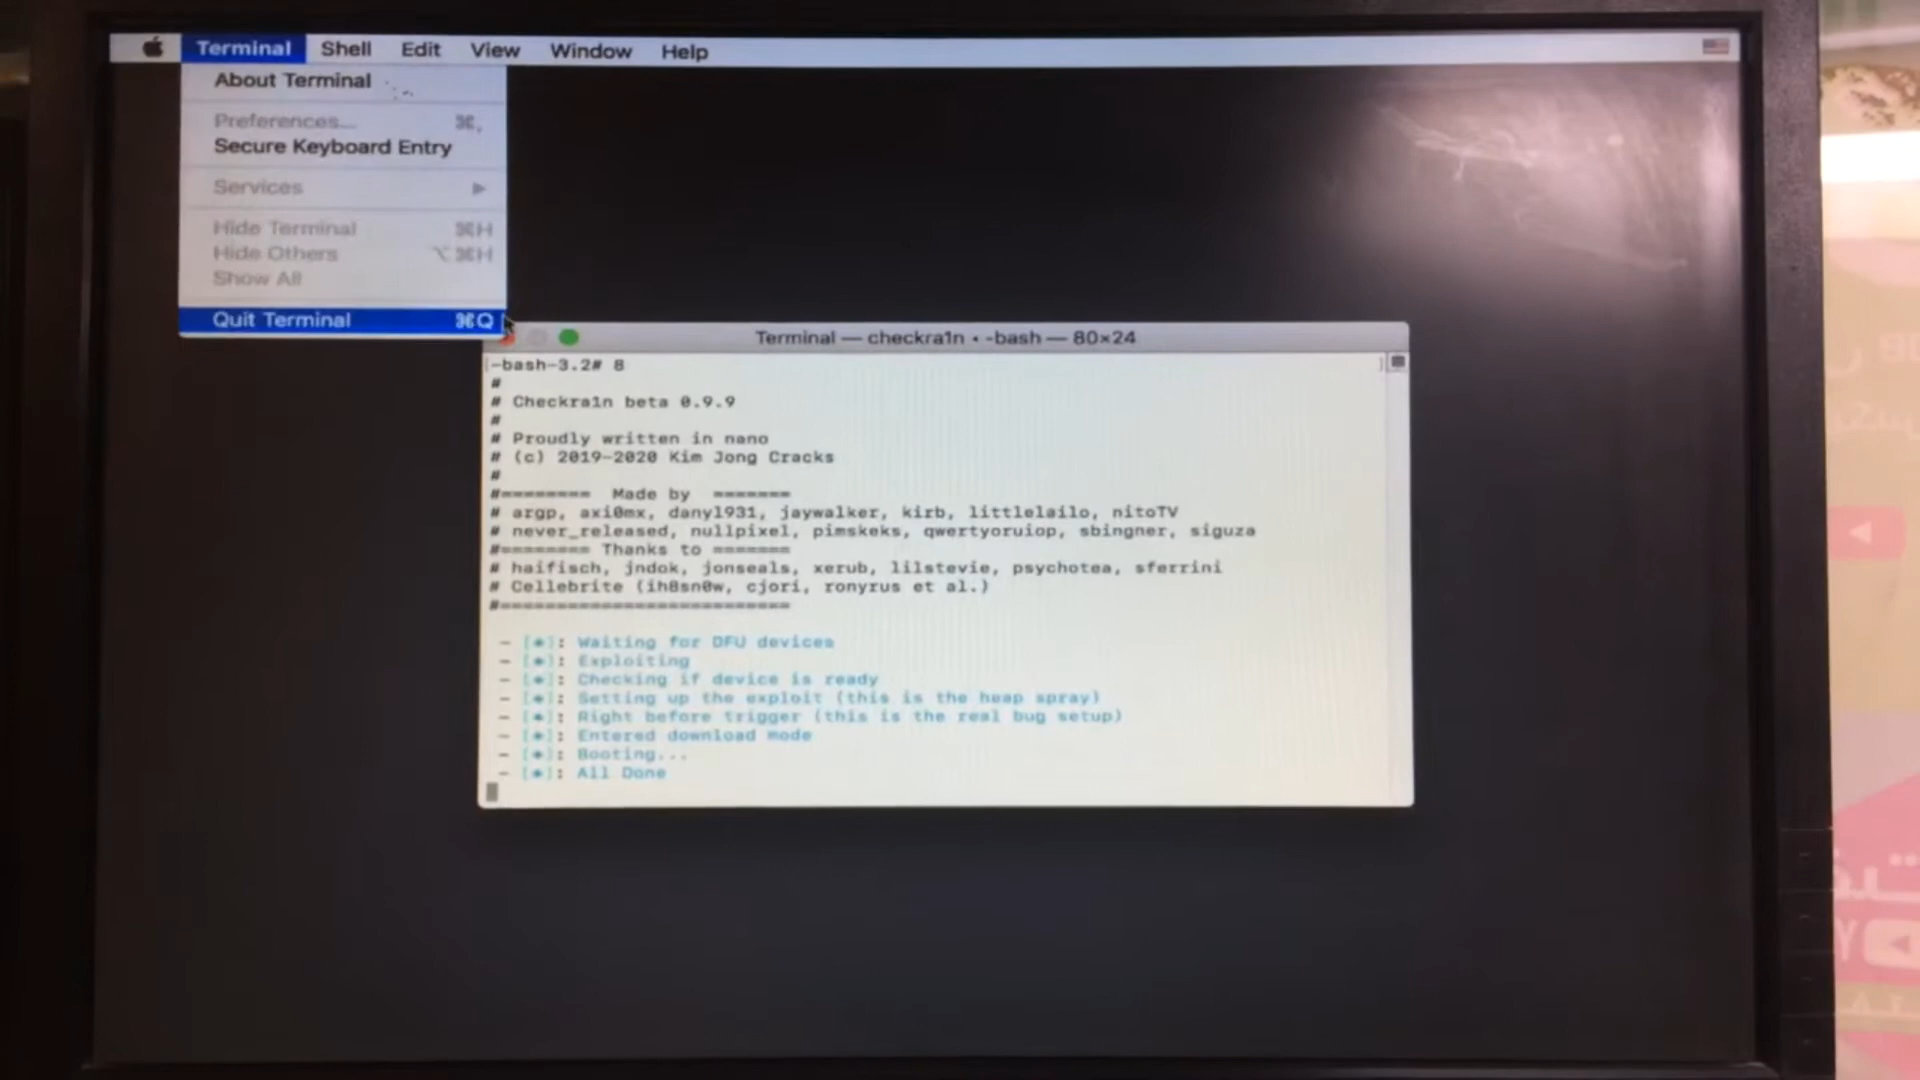 Terminal Shell Edit View Window Help
About Terminal
Preferences... ⌘,
Secure Keyboard Entry
Services
Hide Terminal ⌘H
Hide Others ⌥⌘H
Show All
Quit Terminal ⌘Q
Terminal — checkra1n • -bash — 80×24
-bash-3.2# 8
#
# Checkra1n beta 0.9.9
#
# Proudly written in nano
# (c) 2019-2020 Kim Jong Cracks
#
#======== Made by =======
# argp, axi0mx, danyl931, jaywalker, kirb, littlelailo, nitoTV
# never_released, nullpixel, pimskeks, qwertyoruiop, sbingner, siguza
#======== Thanks to =======
# haifisch, jndok, jonseals, xerub, lilstevie, psychotea, sferrini
# Cellebrite (ih8sn0w, cjori, ronyrus et al.)
#==========================
- [*]: Waiting for DFU devices
- [*]: Exploiting
- [*]: Checking if device is ready
- [*]: Setting up the exploit (this is the heap spray)
- [*]: Right before trigger (this is the real bug setup)
- [*]: Entered download mode
- [*]: Booting...
- [*]: All Done